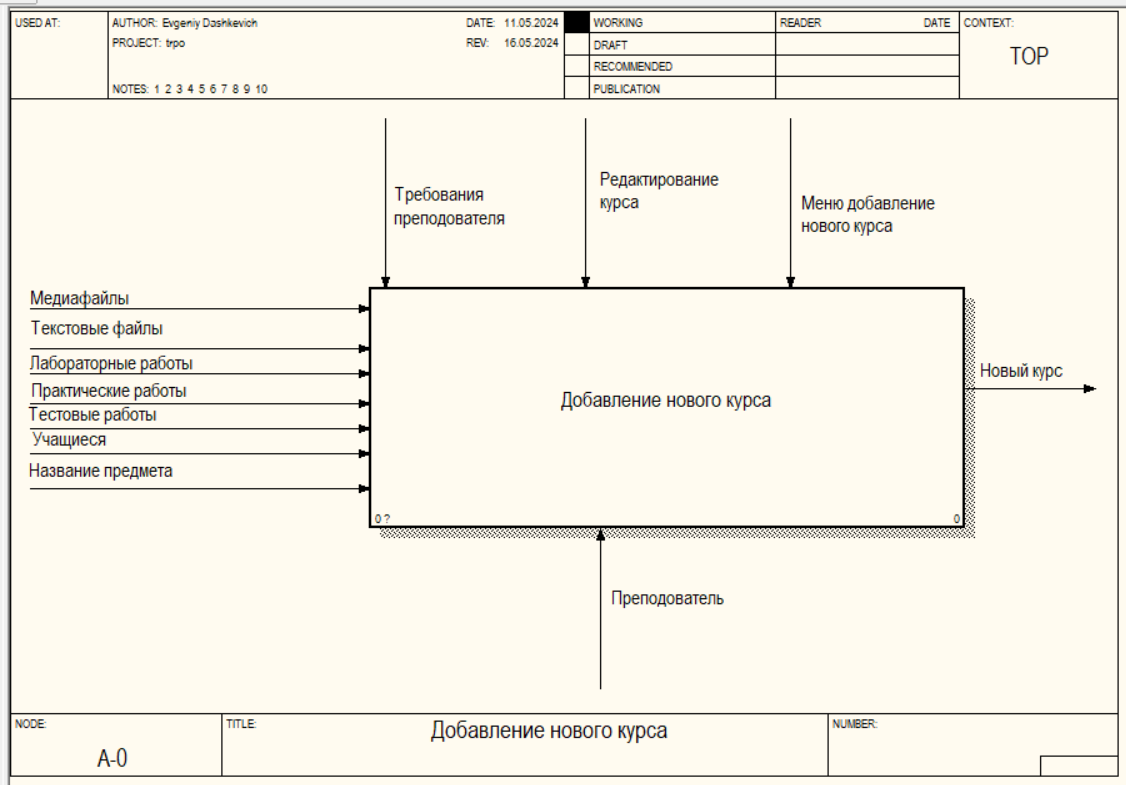 USED AT:
AUTHOR: Evgeniy Dashkevich
DATE: 11.05.2024
WORKING
READER
DATE
CONTEXT:
PROJECT: trpo
REV: 16.05.2024
DRAFT
TOP
RECOMMENDED
NOTES: 1 2 3 4 5 6 7 8 9 10
PUBLICATION
Требования
преподователя
Редактирование
курса
Меню добавление
нового курса
Медиафайлы
Текстовые файлы
Лабораторные работы
Практические работы
Тестовые работы
Учащиеся
Название предмета
Добавление нового курса
0 ?
0
Новый курс
Преподователь
NODE:
A-0
TITLE:
Добавление нового курса
NUMBER: